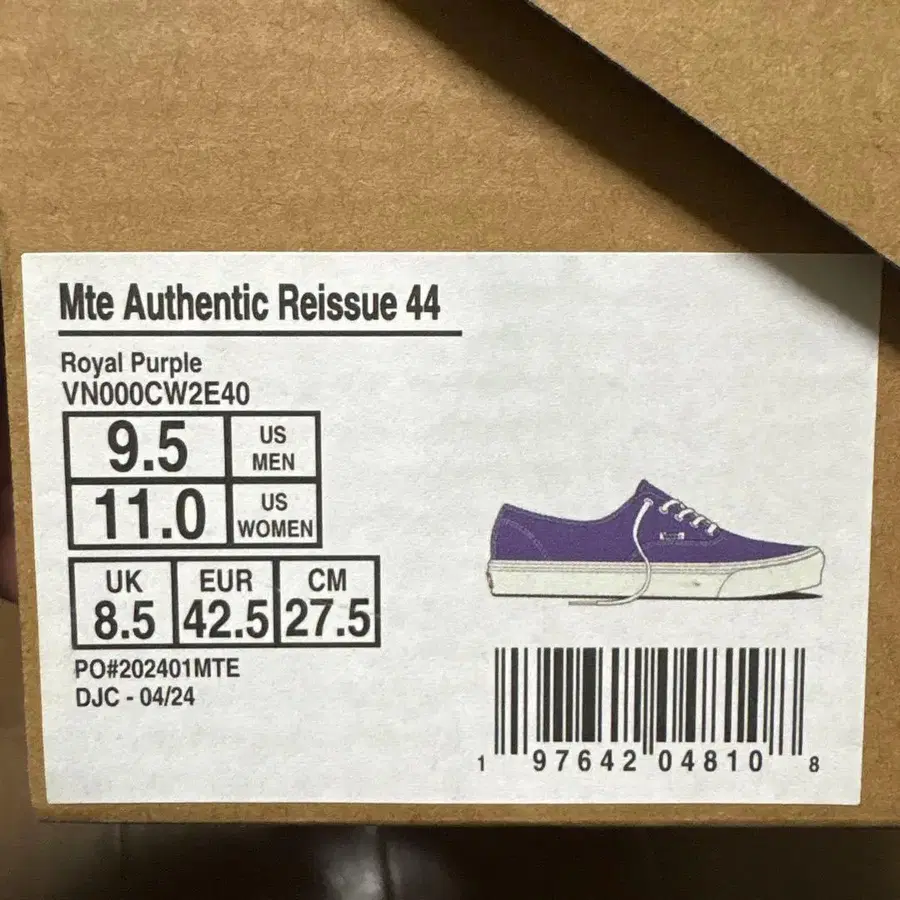 Mte Authentic Reissue 44
Royal Purple
VN000CW2E40
9.5 US MEN
11.0 US WOMEN
UK EUR CM
8.5 42.5 27.5
PO#202401MTE
DJC - 04/24
1 97642 04810 8